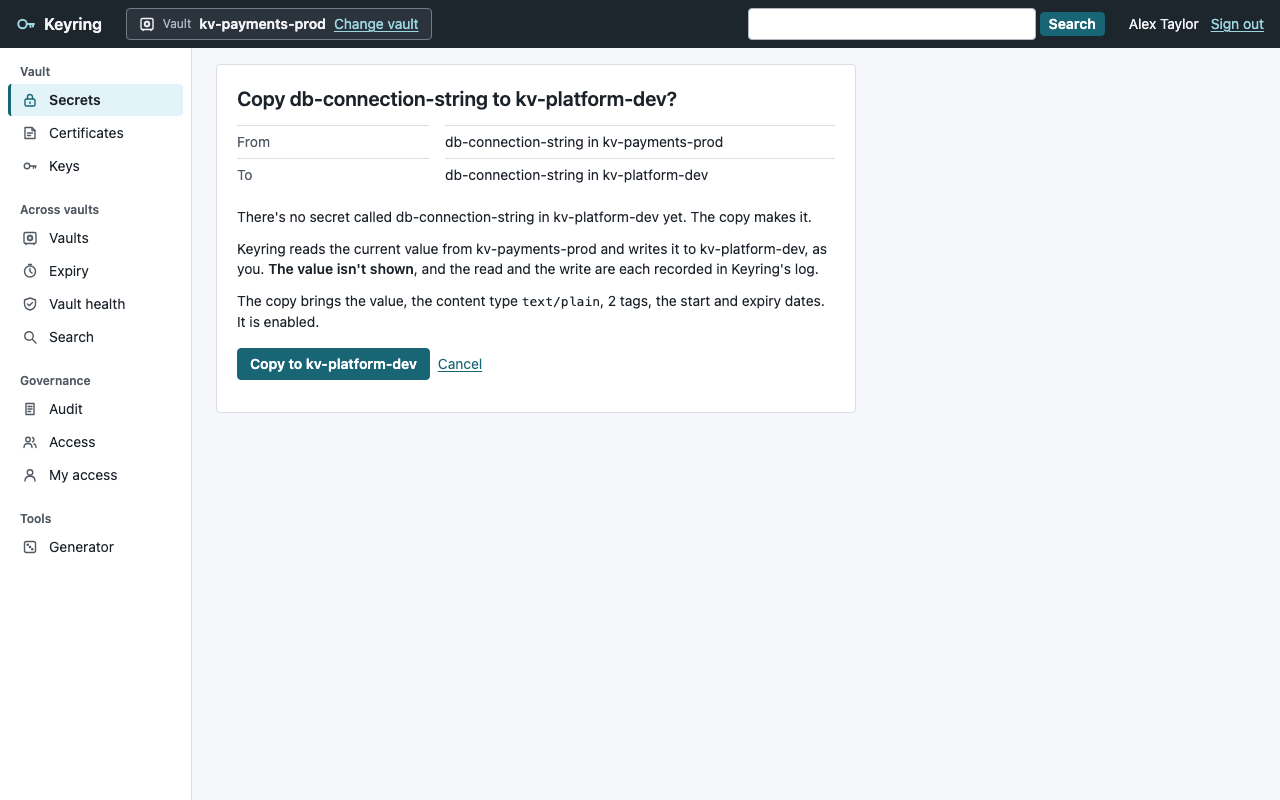 Keyring
Vault kv-payments-prod Change vault
Search
Alex Taylor
Sign out
Vault
Secrets
Certificates
Keys
Across vaults
Vaults
Expiry
Vault health
Search
Governance
Audit
Access
My access
Tools
Generator
Copy db-connection-string to kv-platform-dev?
From db-connection-string in kv-payments-prod
To db-connection-string in kv-platform-dev
There's no secret called db-connection-string in kv-platform-dev yet. The copy makes it.
Keyring reads the current value from kv-payments-prod and writes it to kv-platform-dev, as
you. The value isn't shown, and the read and the write are each recorded in Keyring's log.
The copy brings the value, the content type text/plain, 2 tags, the start and expiry dates.
It is enabled.
Copy to kv-platform-dev
Cancel